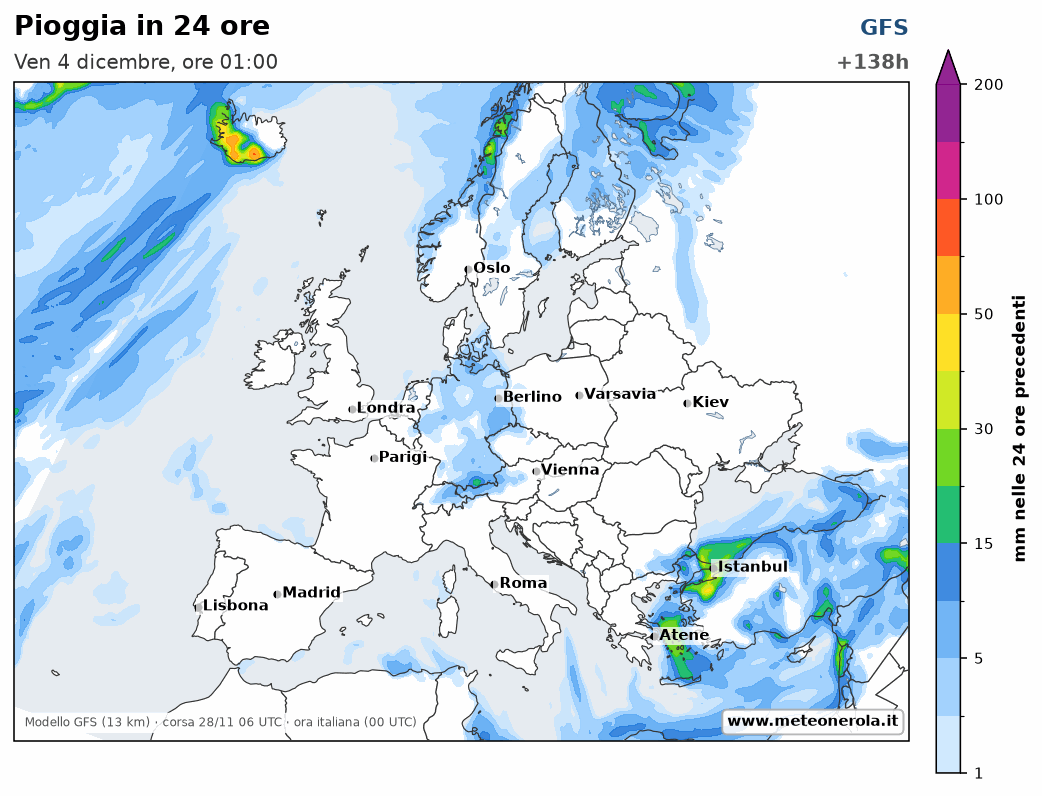 Pioggia in 24 ore
GFS
Ven 4 dicembre, ore 01:00
+138h
200
100
50
30
15
5
1
mm nelle 24 ore precedenti
Oslo
Londra
Berlino
Varsavia
Kiev
Parigi
Vienna
Istanbul
Roma
Madrid
Lisbona
Atene
Modello GFS (13 km) · corsa 28/11 06 UTC · ora italiana (00 UTC)
www.meteonerola.it